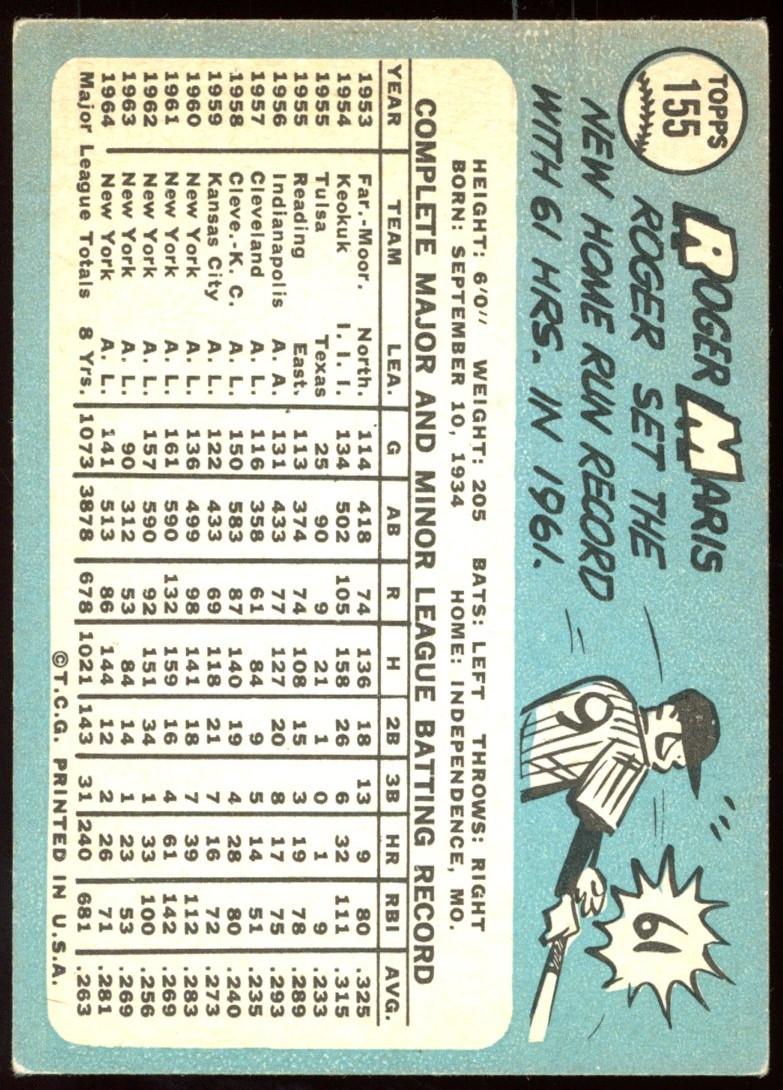 TOPPS
155
ROGER MARIS
ROGER SET THE
NEW HOME RUN RECORD
WITH 61 HRS. IN 1961.
9
61
HEIGHT: 6'0" WEIGHT: 205 BATS: LEFT THROWS: RIGHT
BORN: SEPTEMBER 10, 1934 HOME: INDEPENDENCE, MO.
COMPLETE MAJOR AND MINOR LEAGUE BATTING RECORD
YEAR TEAM LEA. G AB R H 2B 3B HR RBI AVG.
1953 Far.-Moor. North. 114 418 74 136 18 13 9 80 .325
1954 Keokuk I. I. I. 134 502 105 158 26 6 32 111 .315
1955 Tulsa Texas 25 90 9 21 1 0 1 9 .233
1955 Reading East. 113 374 74 108 15 3 19 78 .289
1956 Indianapolis A. A. 131 433 77 127 20 8 17 75 .293
1957 Cleveland A. L. 116 358 61 84 9 5 14 51 .235
1958 Cleve.-K. C. A. L. 150 583 87 140 19 4 28 80 .240
1959 Kansas City A. L. 122 433 69 118 21 7 16 72 .273
1960 New York A. L. 136 499 98 141 18 7 39 112 .283
1961 New York A. L. 161 590 132 159 16 4 61 142 .269
1962 New York A. L. 157 590 92 151 34 1 33 100 .256
1963 New York A. L. 90 312 53 84 14 1 23 53 .269
1964 New York A. L. 141 513 86 144 12 2 26 71 .281
Major League Totals 8 Yrs. 1073 3878 678 1021 143 31 240 681 .263
©T.C.G. PRINTED IN U.S.A.